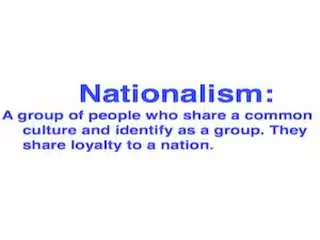 Nationalism:
A group of people who share a common
culture and identify as a group. They
share loyalty to a nation.